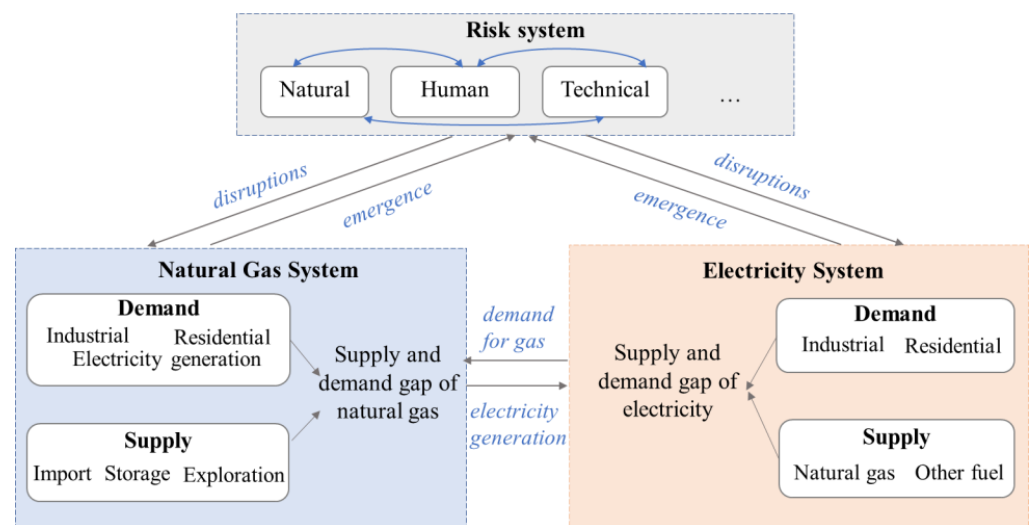 Risk system
Natural
Human
Technical
...
disruptions
emergence
disruptions
emergence
Natural Gas System
Demand
Industrial Residential
Electricity generation
Supply
Import Storage Exploration
Supply and
demand gap of
natural gas
demand
for gas
electricity
generation
Electricity System
Supply and
demand gap of
electricity
Demand
Industrial Residential
Supply
Natural gas Other fuel